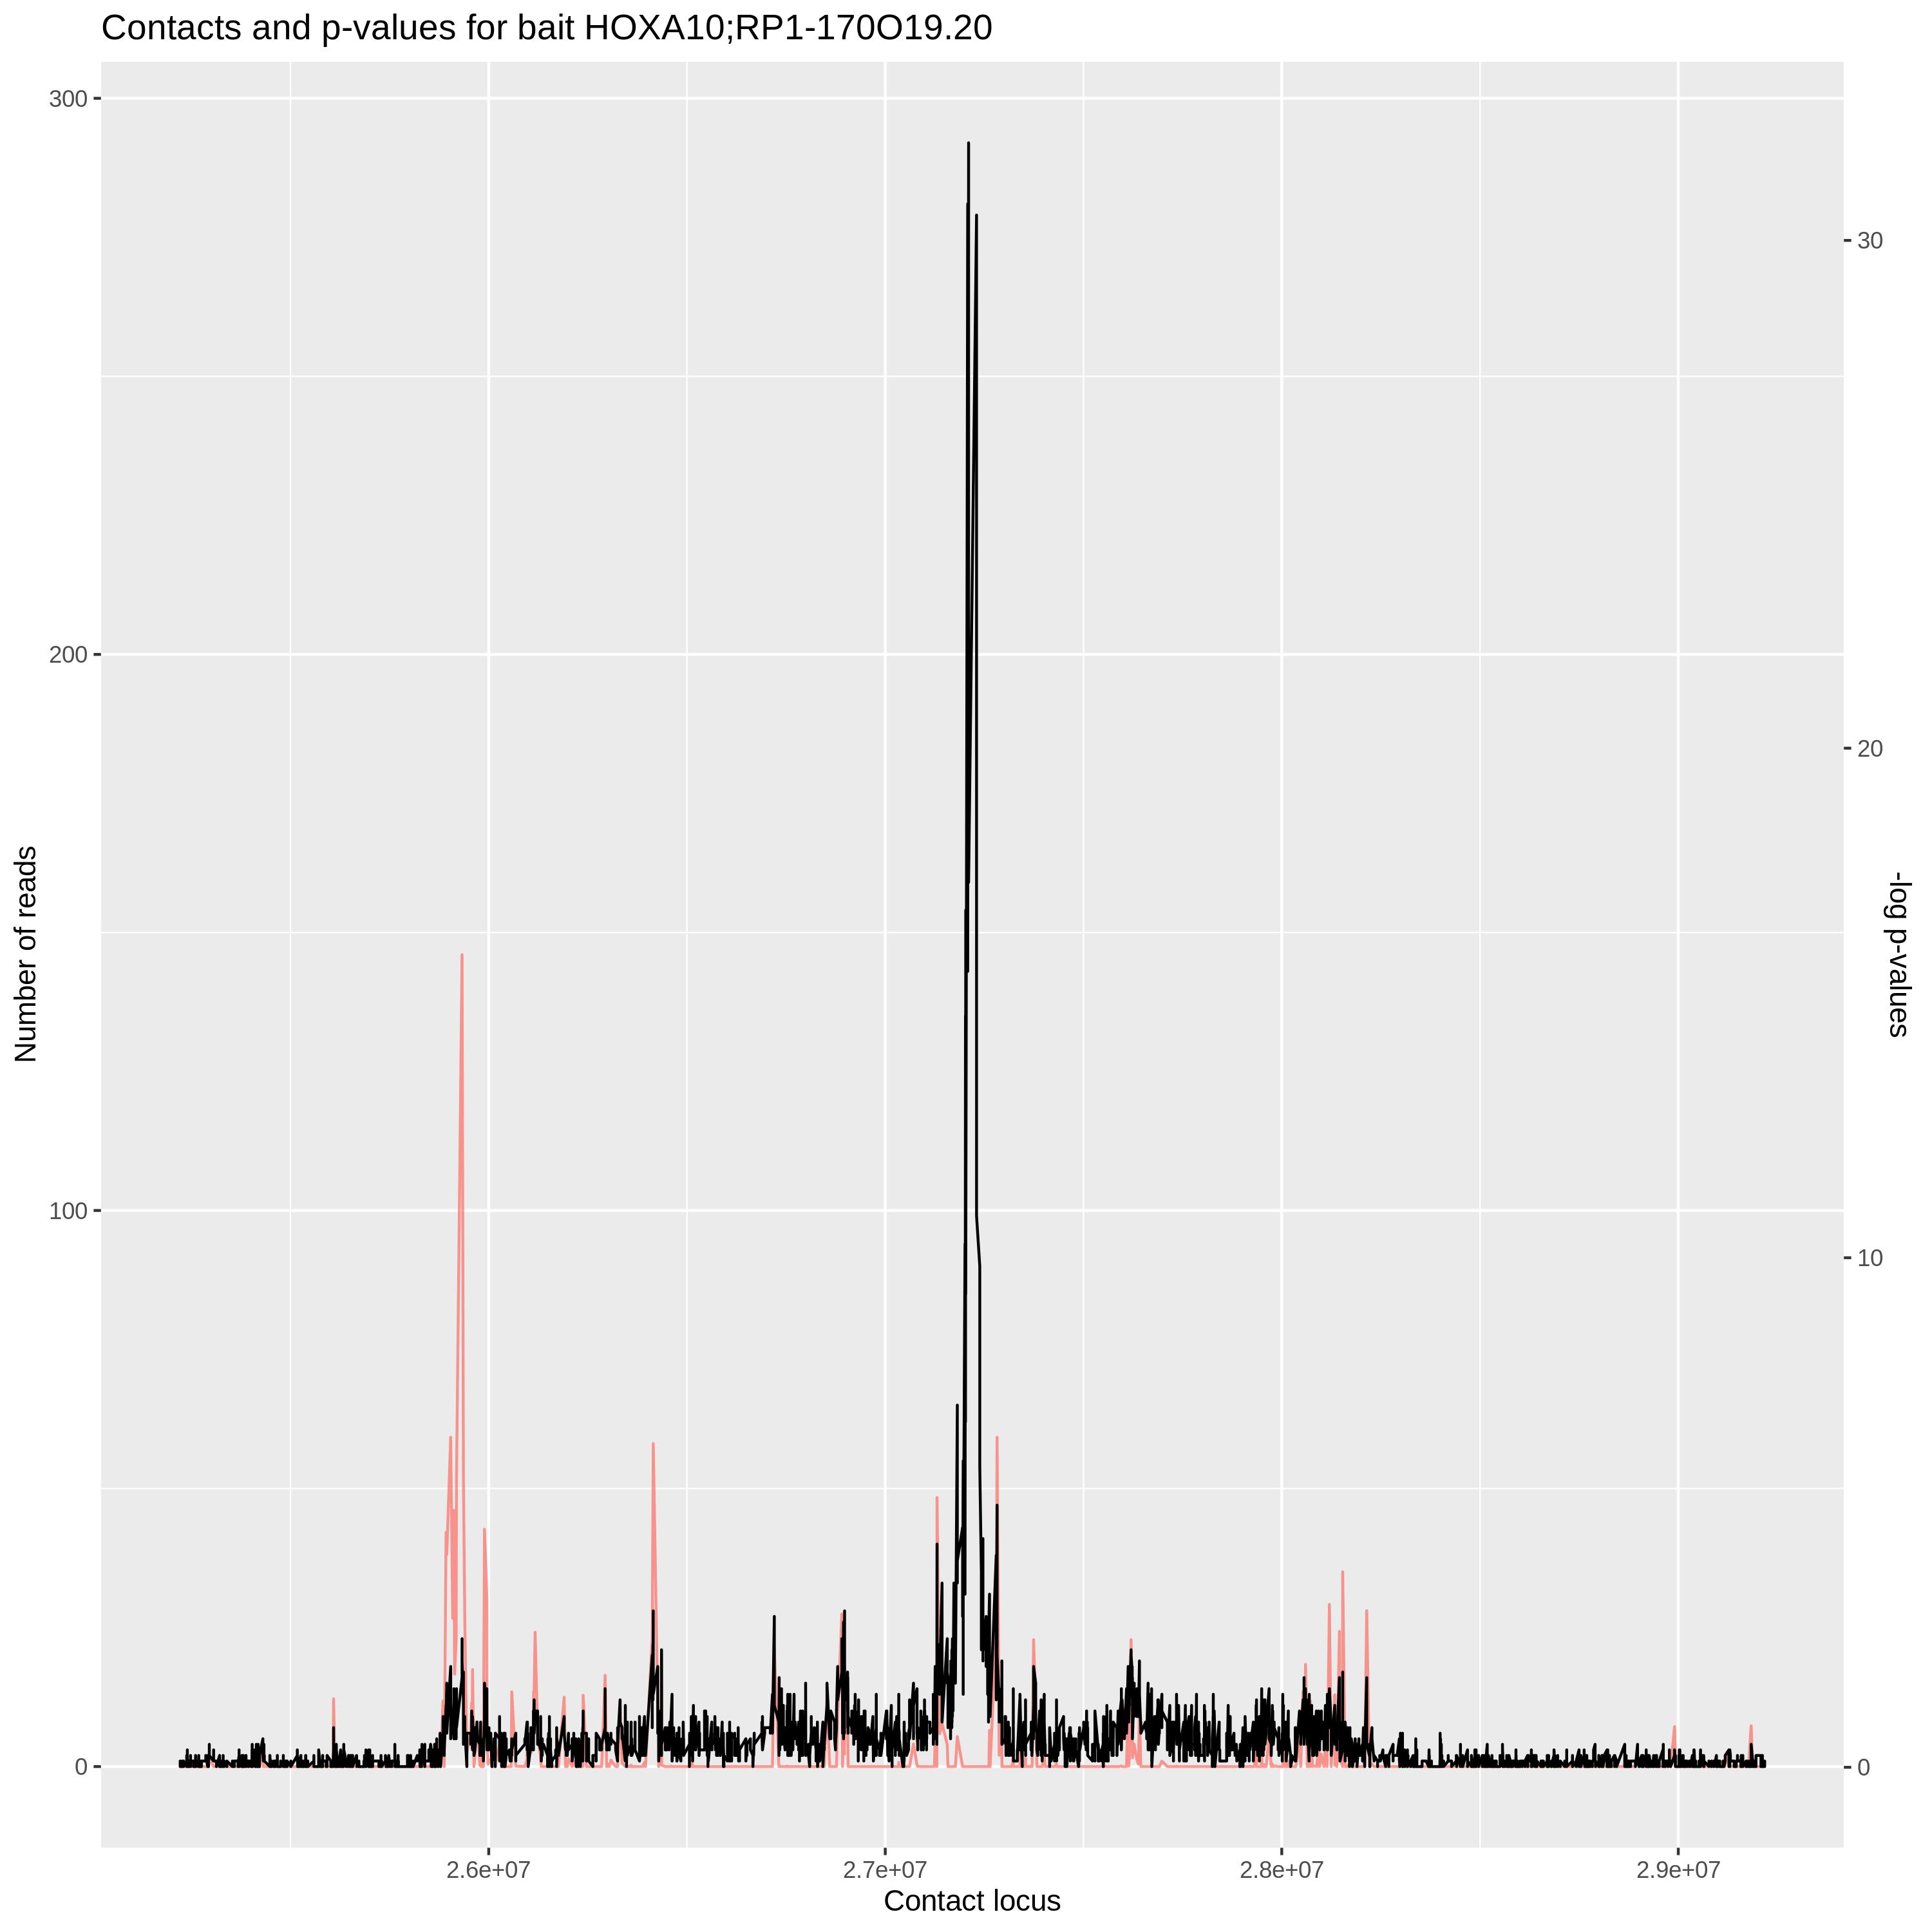 Contacts and p-values for bait HOXA10;RP1-170O19.20
300
200
100
0
30
20
10
0
Number of reads
-log p-values
2.6e+07
2.7e+07
2.8e+07
2.9e+07
Contact locus